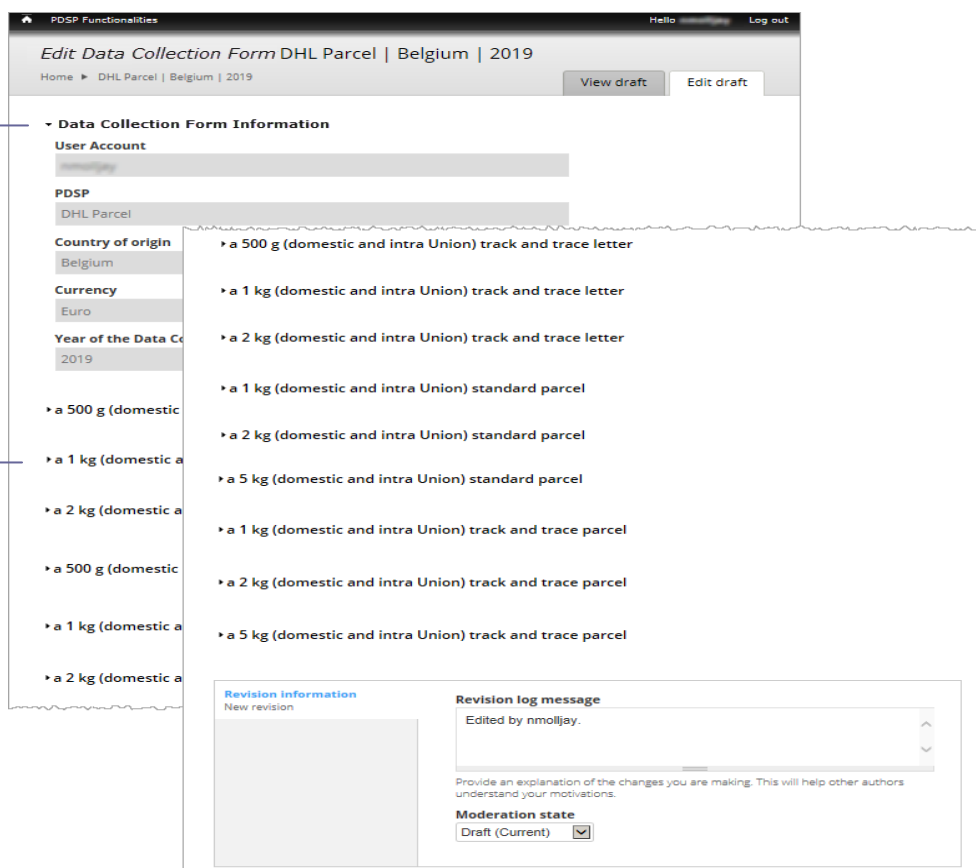 PDSP Functionalities
Hello
Log out
Edit Data Collection Form DHL Parcel | Belgium | 2019
Home ► DHL Parcel | Belgium | 2019
View draft
Edit draft
Data Collection Form Information
User Account
PDSP
DHL Parcel
Country of origin
Belgium
Currency
Euro
Year of the Data
2019
a 500 g (domestic
a 1 kg (domestic a
a 2 kg (domestic a
a 500 g (domestic
a 1 kg (domestic a
a 2 kg (domestic a
a 500 g (domestic and intra Union) track and trace letter
a 1 kg (domestic and intra Union) track and trace letter
a 2 kg (domestic and intra Union) track and trace letter
a 1 kg (domestic and intra Union) standard parcel
a 2 kg (domestic and intra Union) standard parcel
a 5 kg (domestic and intra Union) standard parcel
a 1 kg (domestic and intra Union) track and trace parcel
a 2 kg (domestic and intra Union) track and trace parcel
a 5 kg (domestic and intra Union) track and trace parcel
Revision information
New revision
Revision log message
Edited by nmolljay.
Provide an explanation of the changes you are making. This will help other authors
understand your motivations.
Moderation state
Draft (Current)